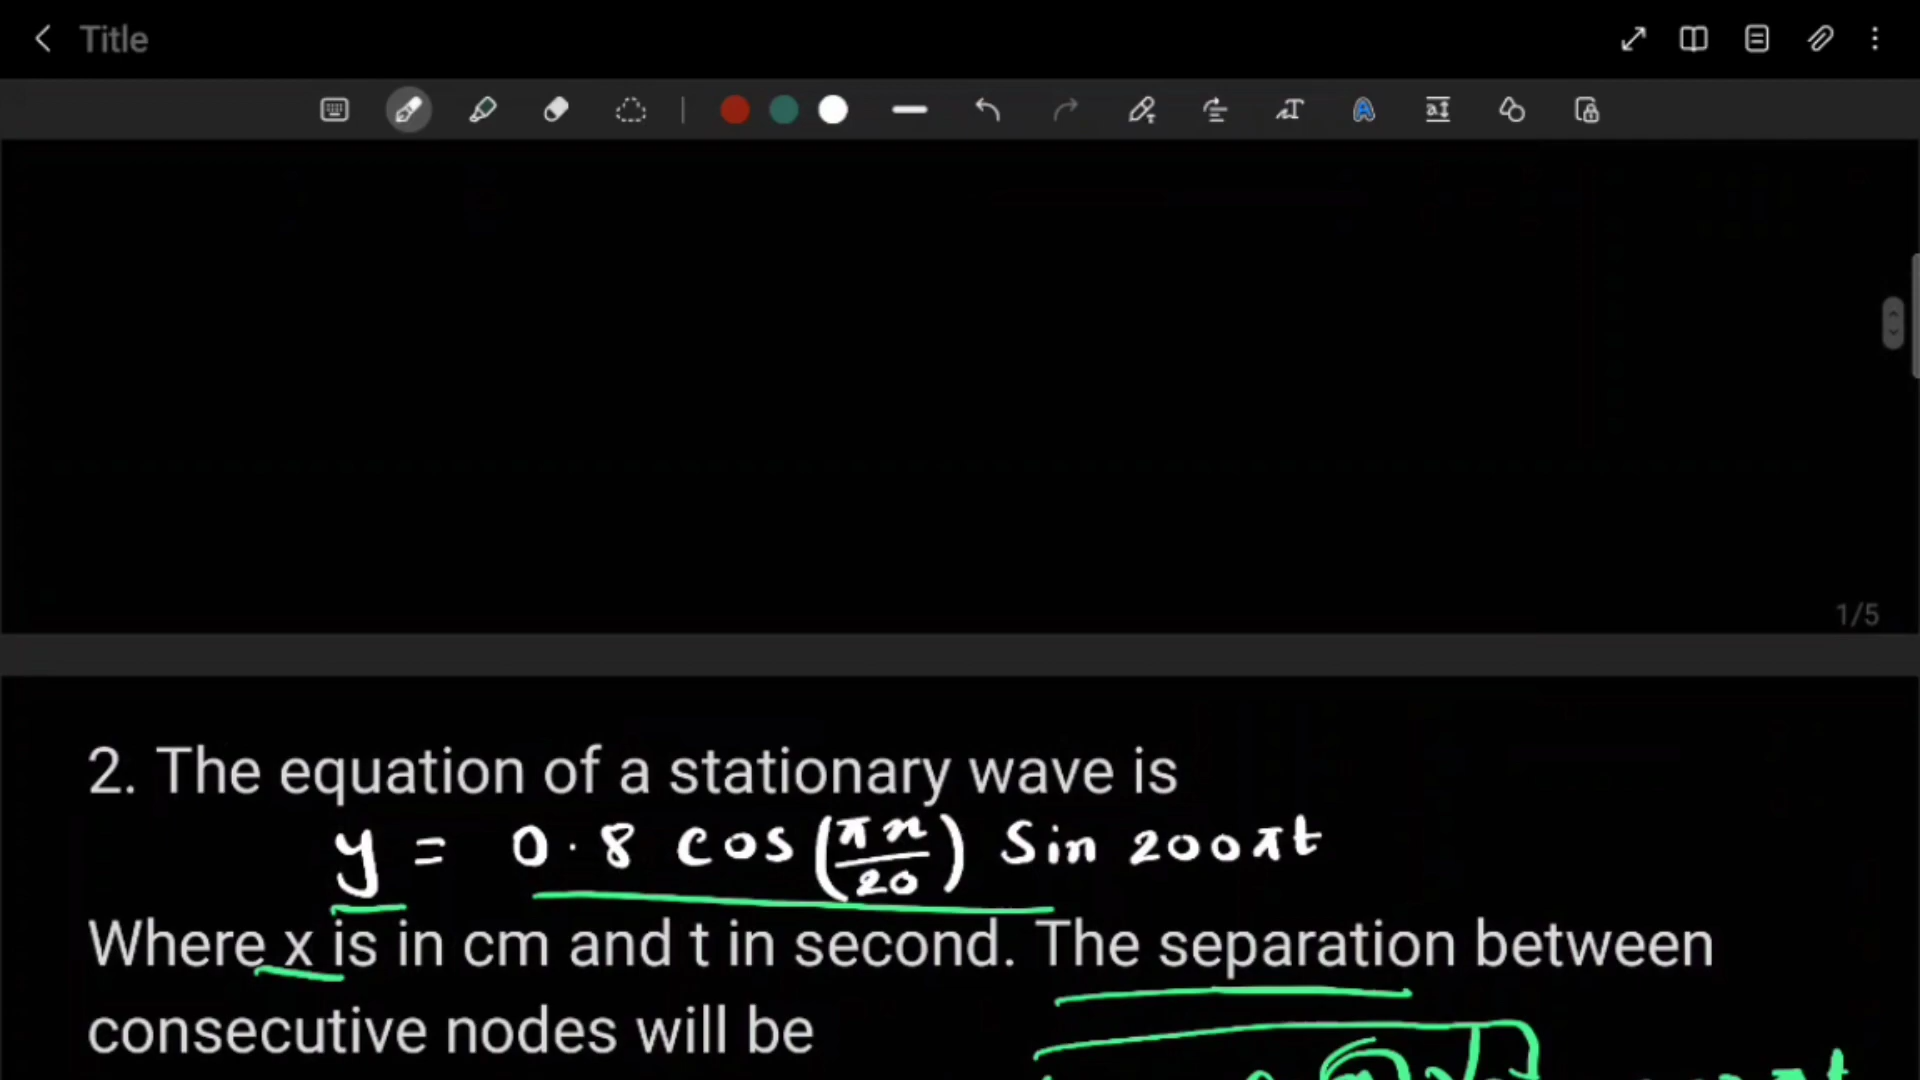 Title
1/5
2. The equation of a stationary wave is
y = 0.8 cos(πx/20) Sin 200πt
Where x is in cm and t in second. The separation between
consecutive nodes will be